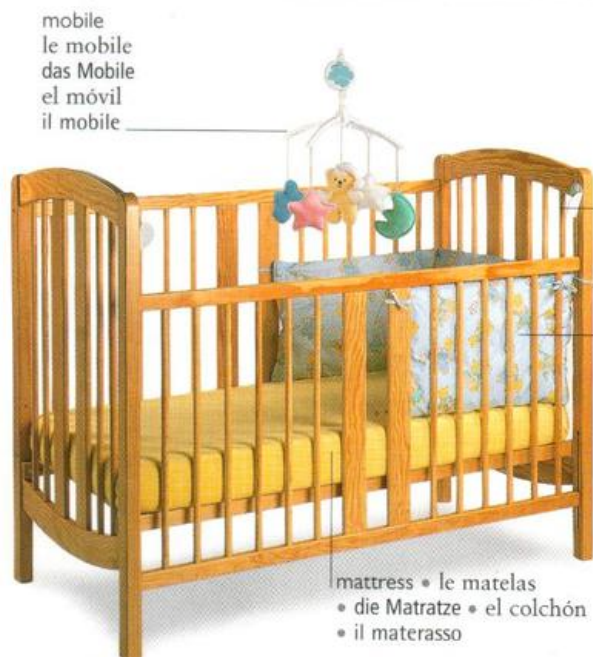 mobile
le mobile
das Mobile
el móvil
il mobile
mattress • le matelas
• die Matratze • el colchón
• il materasso